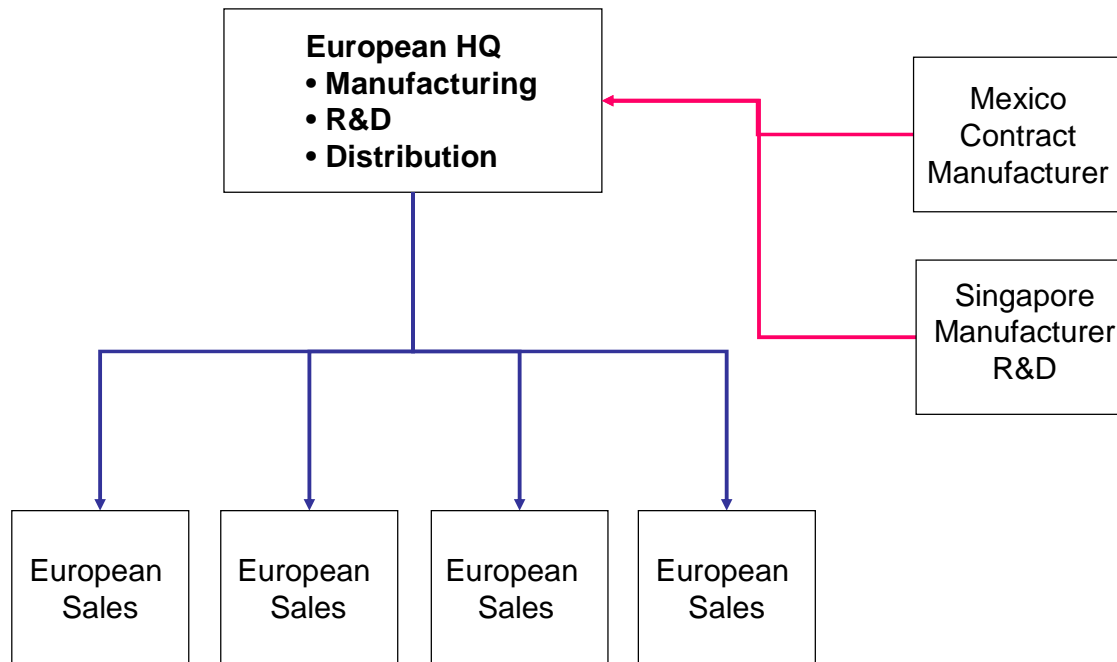 European HQ
• Manufacturing
• R&D
• Distribution
Mexico
Contract
Manufacturer
Singapore
Manufacturer
R&D
European
Sales
European
Sales
European
Sales
European
Sales